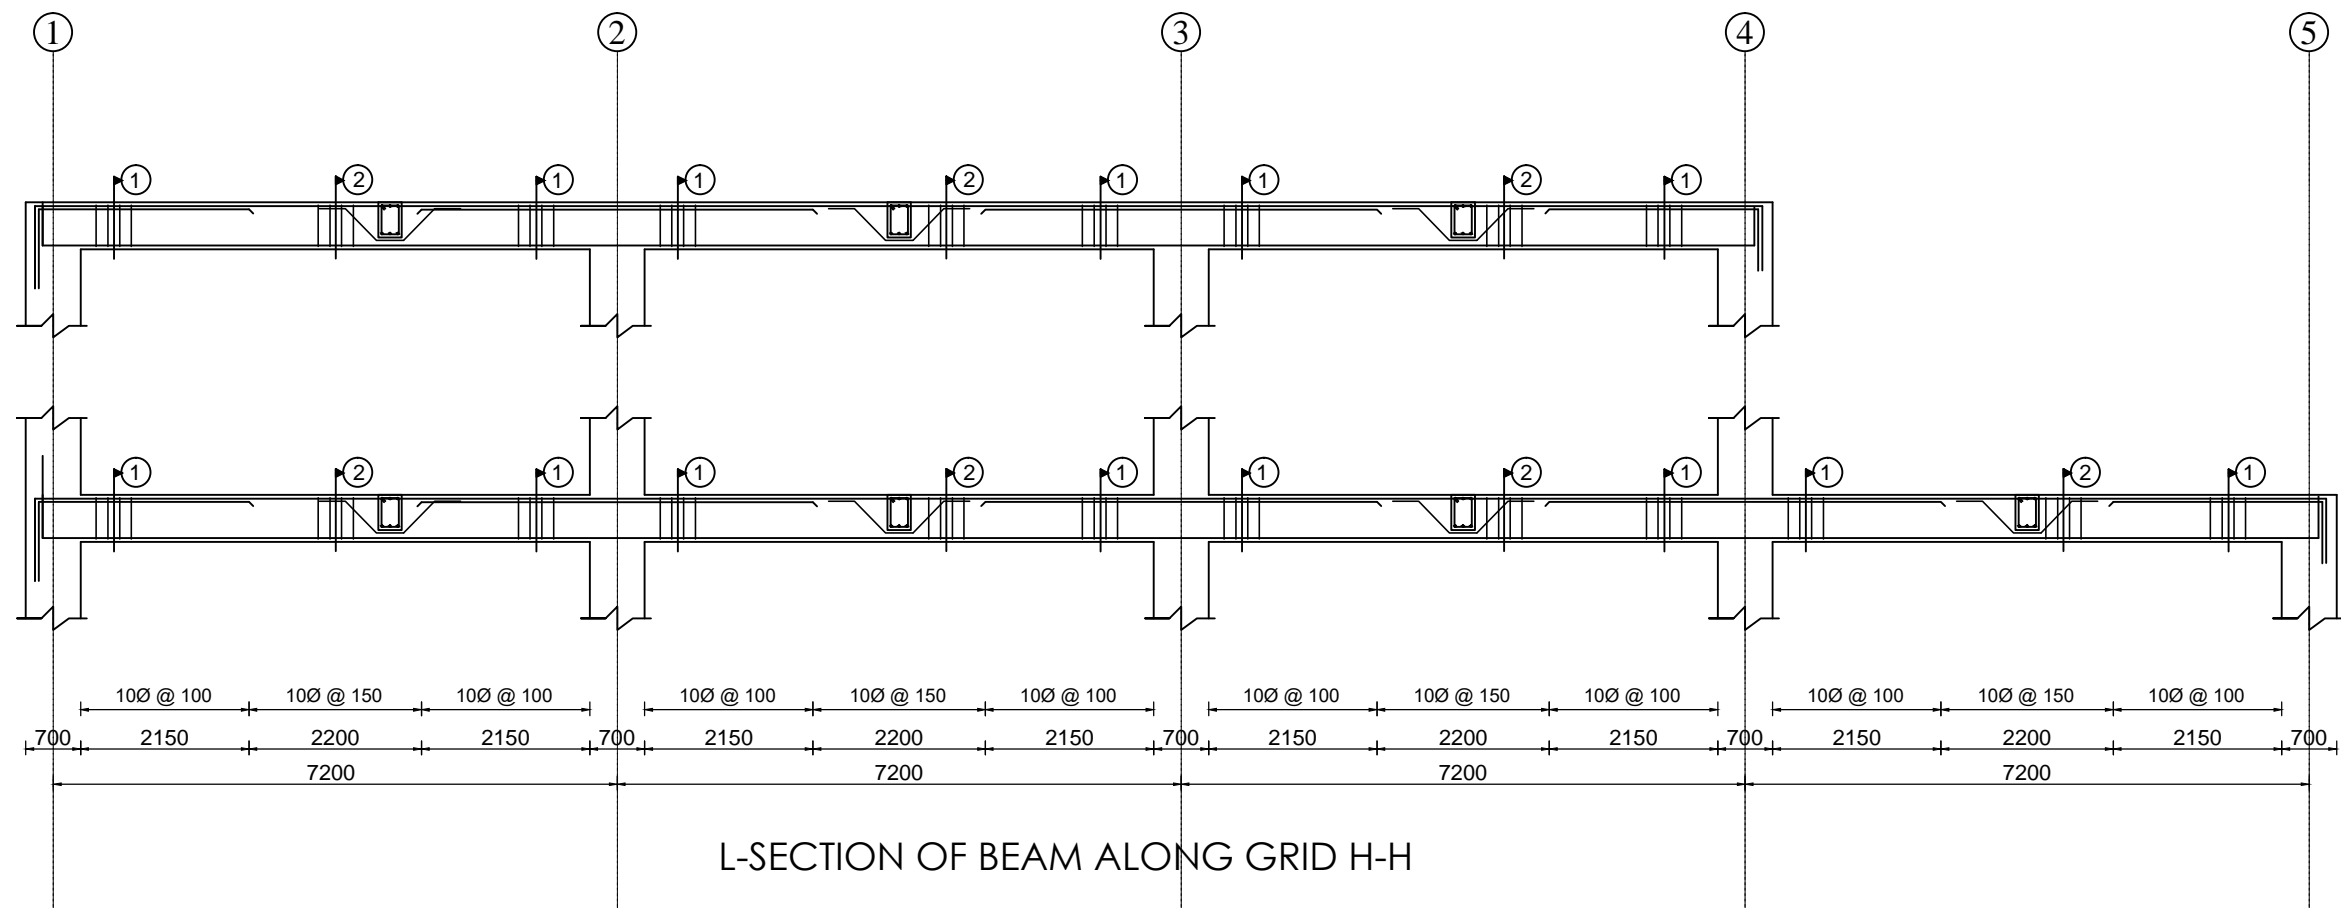 1 2 3 4 5
1 2 1 1 2 1 1 2 1
1 2 1 1 2 1 1 2 1 1 2 1
10Ø @ 100 10Ø @ 150 10Ø @ 100 10Ø @ 100 10Ø @ 150 10Ø @ 100 10Ø @ 100 10Ø @ 150 10Ø @ 100 10Ø @ 100 10Ø @ 150 10Ø @ 100
700 2150 2200 2150 700 2150 2200 2150 700 2150 2200 2150 700 2150 2200 2150 700
7200 7200 7200 7200
L-SECTION OF BEAM ALONG GRID H-H